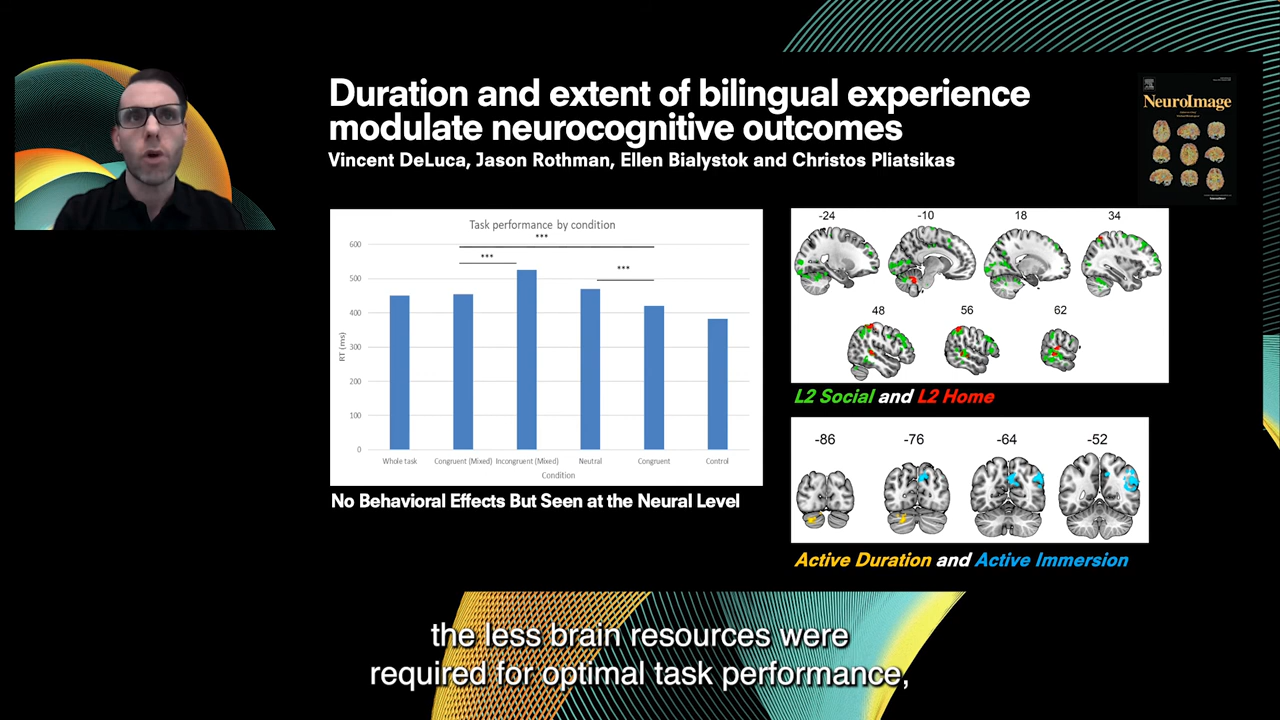 Duration and extent of bilingual experience
modulate neurocognitive outcomes
Vincent DeLuca, Jason Rothman, Ellen Bialystok and Christos Pliatsikas
NeuroImage
Task performance by condition
***
***
***
600
500
400
300
200
100
0
RT (ms)
Whole task
Congruent (Mixed)
Incongruent (Mixed)
Neutral
Congruent
Control
Condition
No Behavioral Effects But Seen at the Neural Level
-24
-10
18
34
48
56
62
L2 Social and L2 Home
-86
-76
-64
-52
Active Duration and Active Immersion
the less brain resources were
required for optimal task performance,